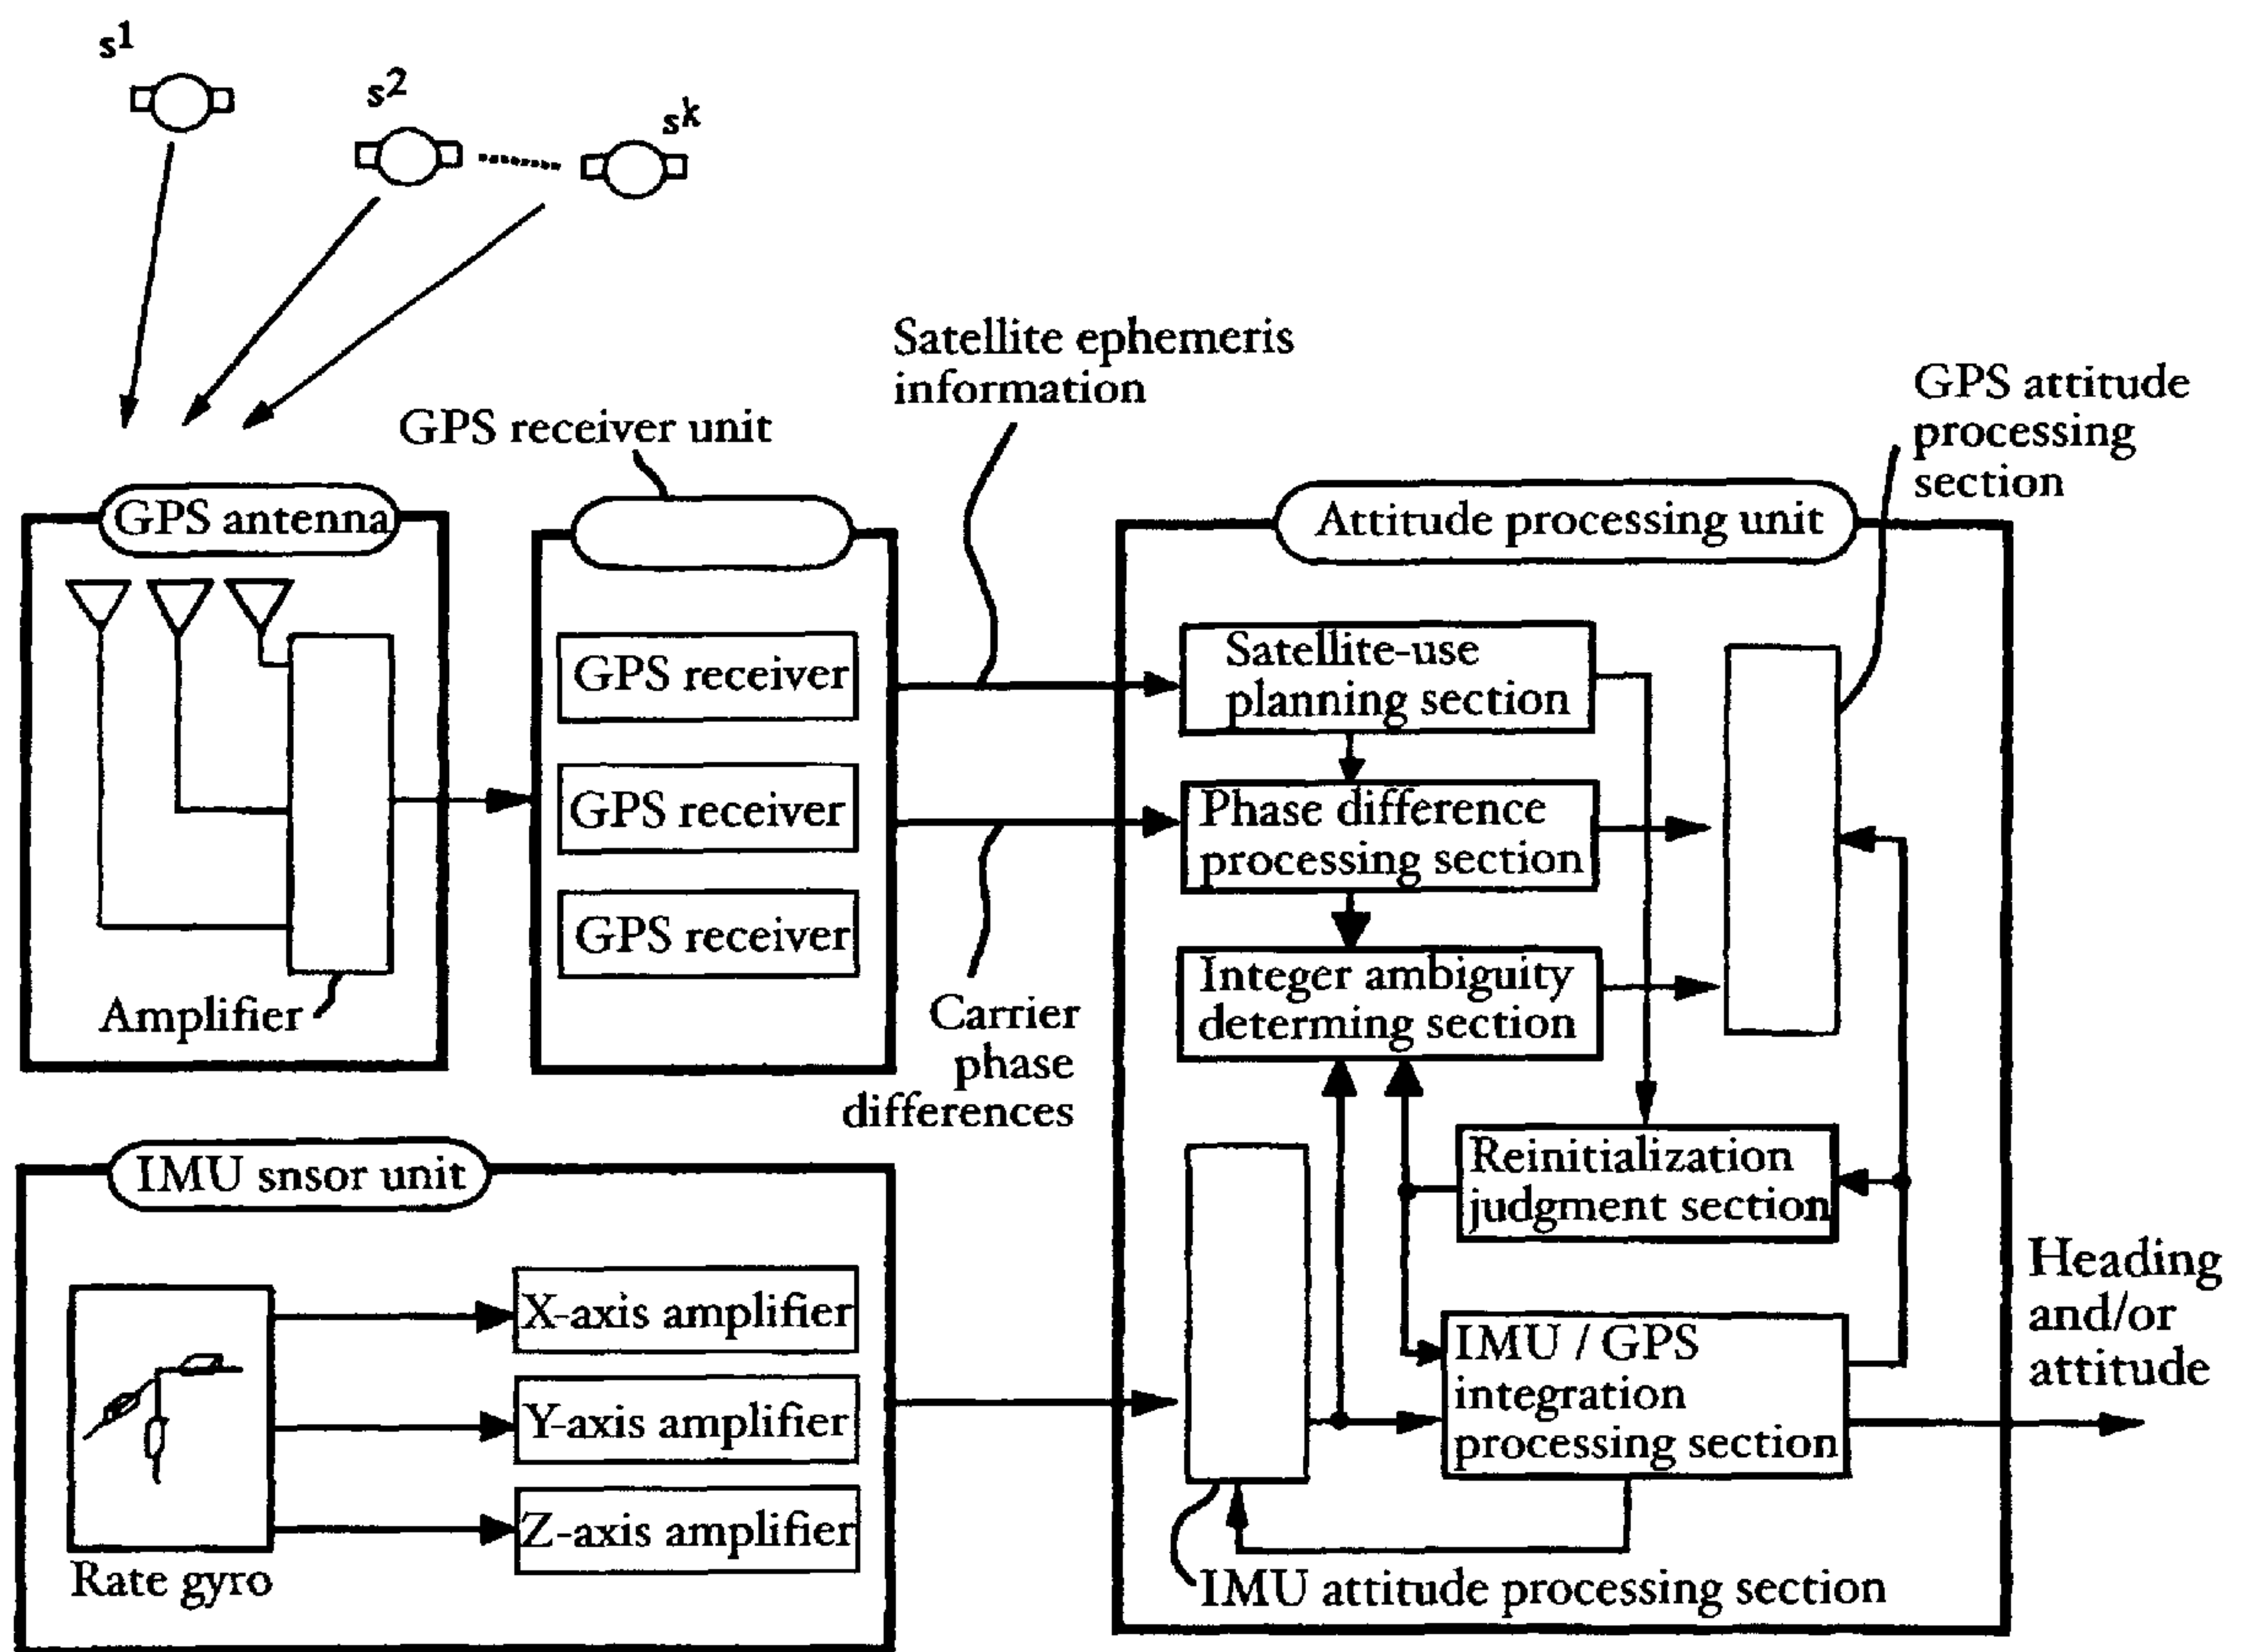 s1
s2
sk
Satellite ephemeris
information
GPS attitude
processing
section
GPS receiver unit
GPS antenna
Attitude processing unit
GPS receiver
GPS receiver
GPS receiver
Amplifier
Carrier
phase
differences
Satellite-use
planning section
Phase difference
processing section
Integer ambiguity
determing section
Reinitialization
judgment section
IMU / GPS
integration
processing section
IMU attitude processing section
Heading
and/or
attitude
IMU snsor unit
X-axis amplifier
Y-axis amplifier
Z-axis amplifier
Rate gyro